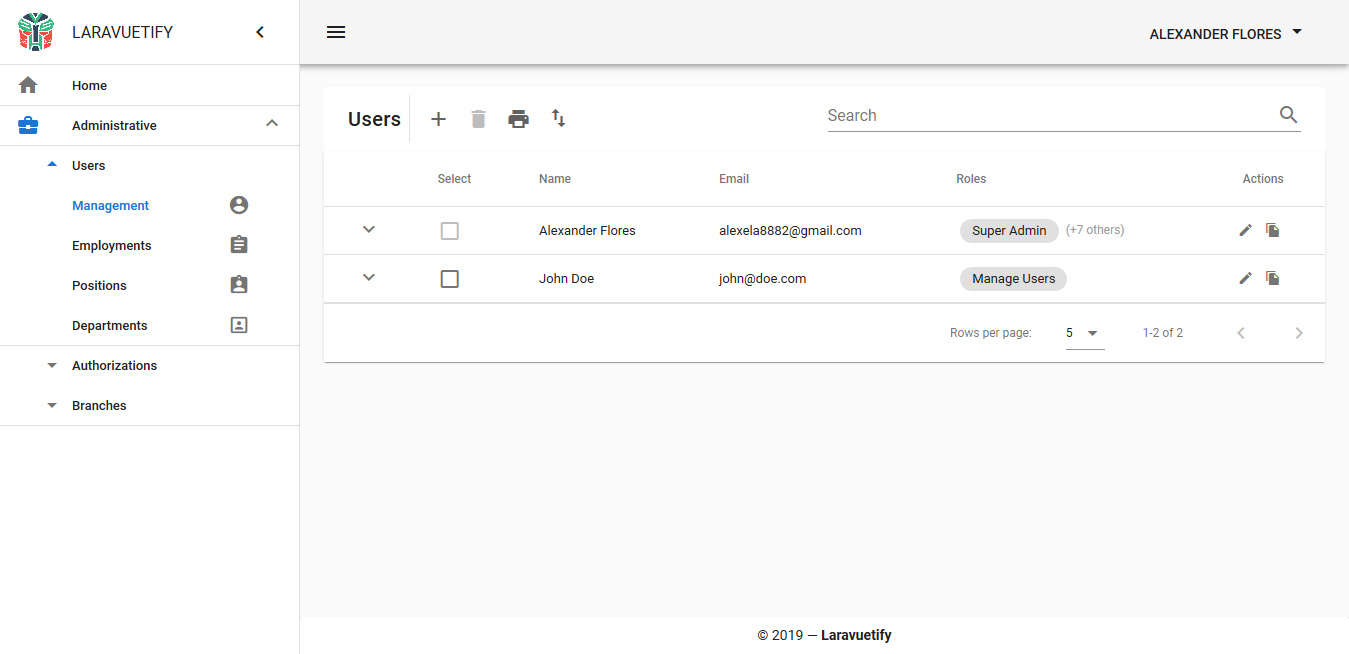 LARAVUETIFY
ALEXANDER FLORES
Home
Administrative
Users
Management
Employments
Positions
Departments
Authorizations
Branches
Users
Search
Select Name Email Roles Actions
Alexander Flores alexela8882@gmail.com Super Admin (+7 others)
John Doe john@doe.com Manage Users
Rows per page: 5 1-2 of 2
© 2019 — Laravuetify